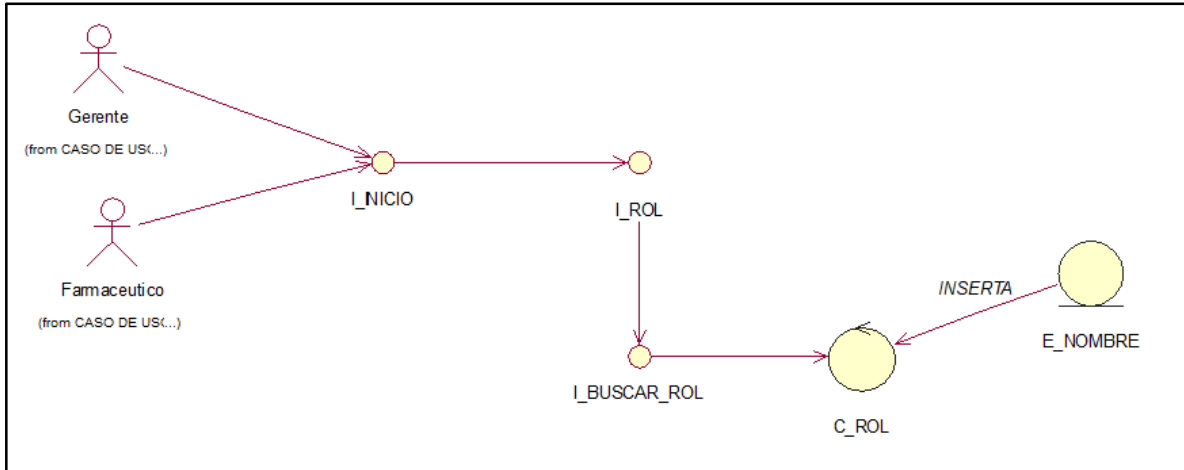 Gerente
(from CASO DE US(...)
I_INICIO
I_ROL
Farmaceutico
(from CASO DE US(...)
INSERTA
E_NOMBRE
I_BUSCAR_ROL
C_ROL